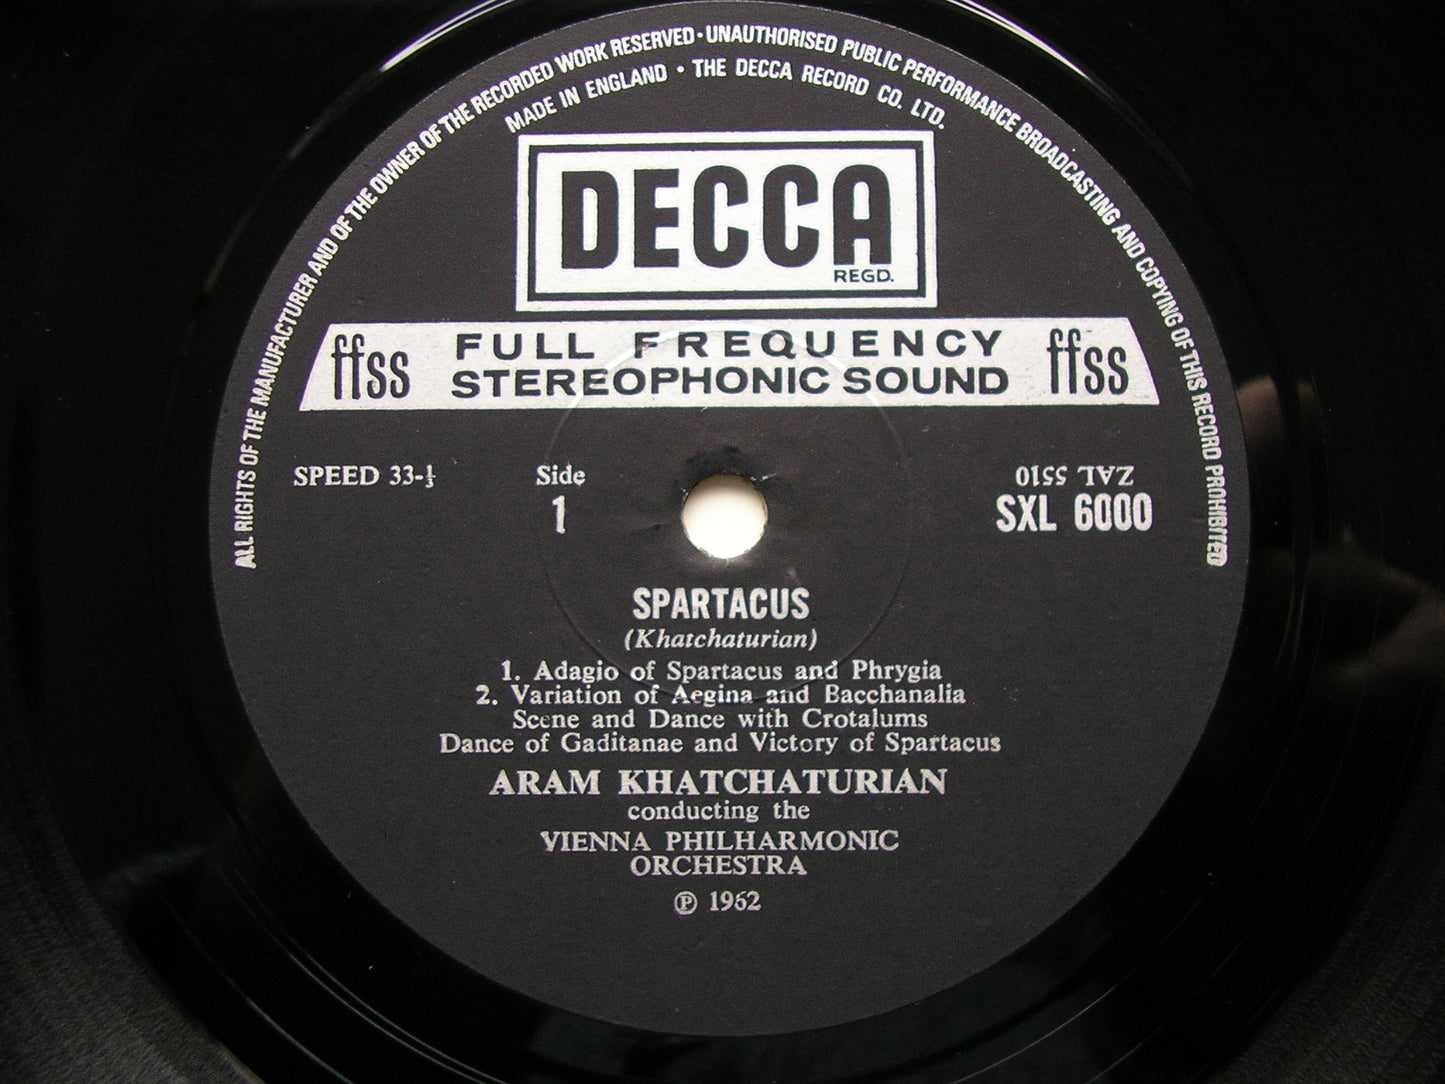 ALL RIGHTS OF THE MANUFACTURER AND OF THE OWNER OF THE RECORDED WORK RESERVED · UNAUTHORISED PUBLIC PERFORMANCE BROADCASTING AND COPYING OF THIS RECORD PROHIBITED
MADE IN ENGLAND · THE DECCA RECORD CO. LTD.
DECCA
REGD.
ffss FULL FREQUENCY ffss
STEREOPHONIC SOUND
SPEED 33-⅓ Side ZAL 5510
1 SXL 6000
SPARTACUS
(Khatchaturian)
1. Adagio of Spartacus and Phrygia
2. Variation of Aegina and Bacchanalia
Scene and Dance with Crotalums
Dance of Gaditanae and Victory of Spartacus
ARAM KHATCHATURIAN
conducting the
VIENNA PHILHARMONIC
ORCHESTRA
℗ 1962